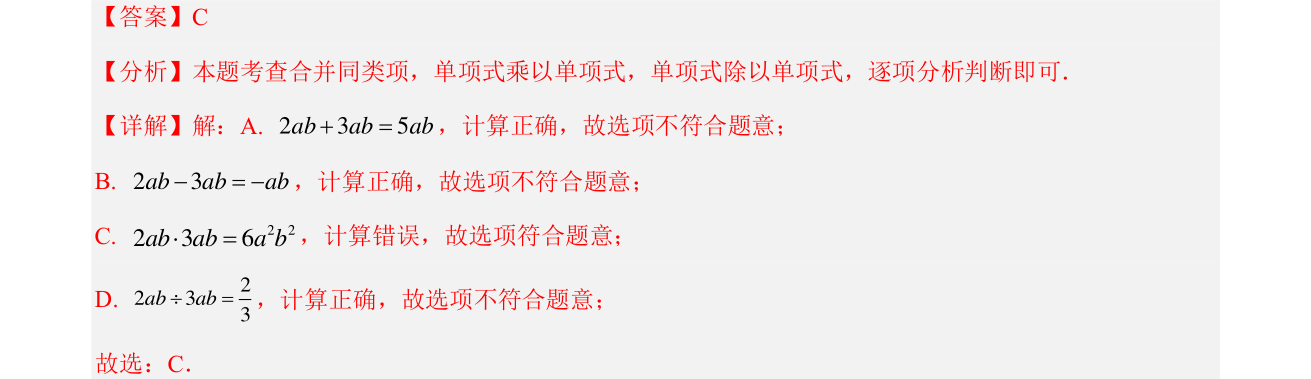 【答案】C
【分析】本题考查合并同类项，单项式乘以单项式，单项式除以单项式，逐项分析判断即可．
【详解】解：A. 2ab+3ab=5ab，计算正确，故选项不符合题意；
B. 2ab−3ab=−ab，计算正确，故选项不符合题意；
C. 2ab·3ab=6a²b²，计算错误，故选项符合题意；
D. 2ab÷3ab=2/3，计算正确，故选项不符合题意；
故选：C．